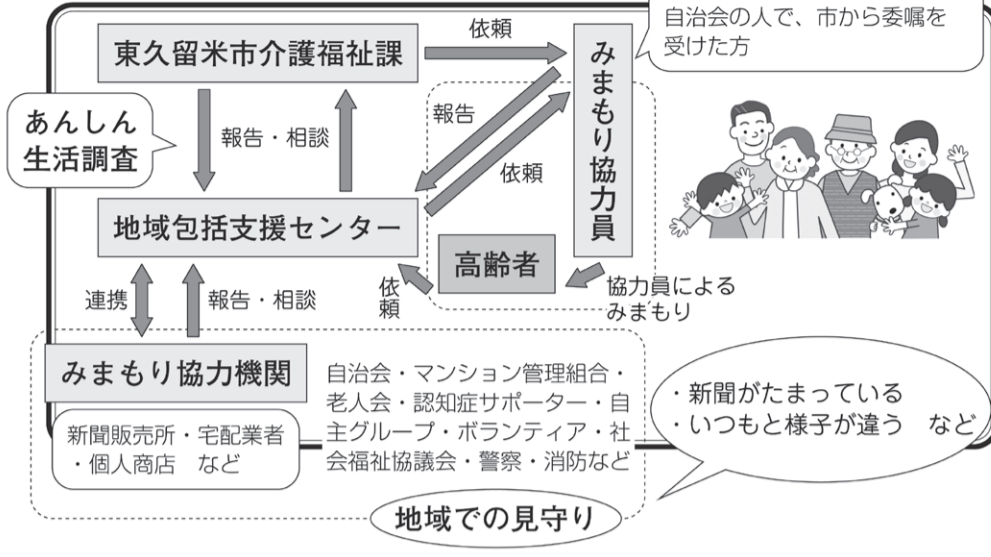 自治会の人で、市から委嘱を
受けた方
東久留米市介護福祉課
依頼
みまもり協力員
あんしん
生活調査
報告・相談
報告
依頼
地域包括支援センター
高齢者
依頼
協力員による
みまもり
連携
報告・相談
みまもり協力機関
新聞販売所・宅配業者
・個人商店 など
自治会・マンション管理組合・
老人会・認知症サポーター・自
主グループ・ボランティア・社
会福祉協議会・警察・消防など
・新聞がたまっている
・いつもと様子が違う など
地域での見守り